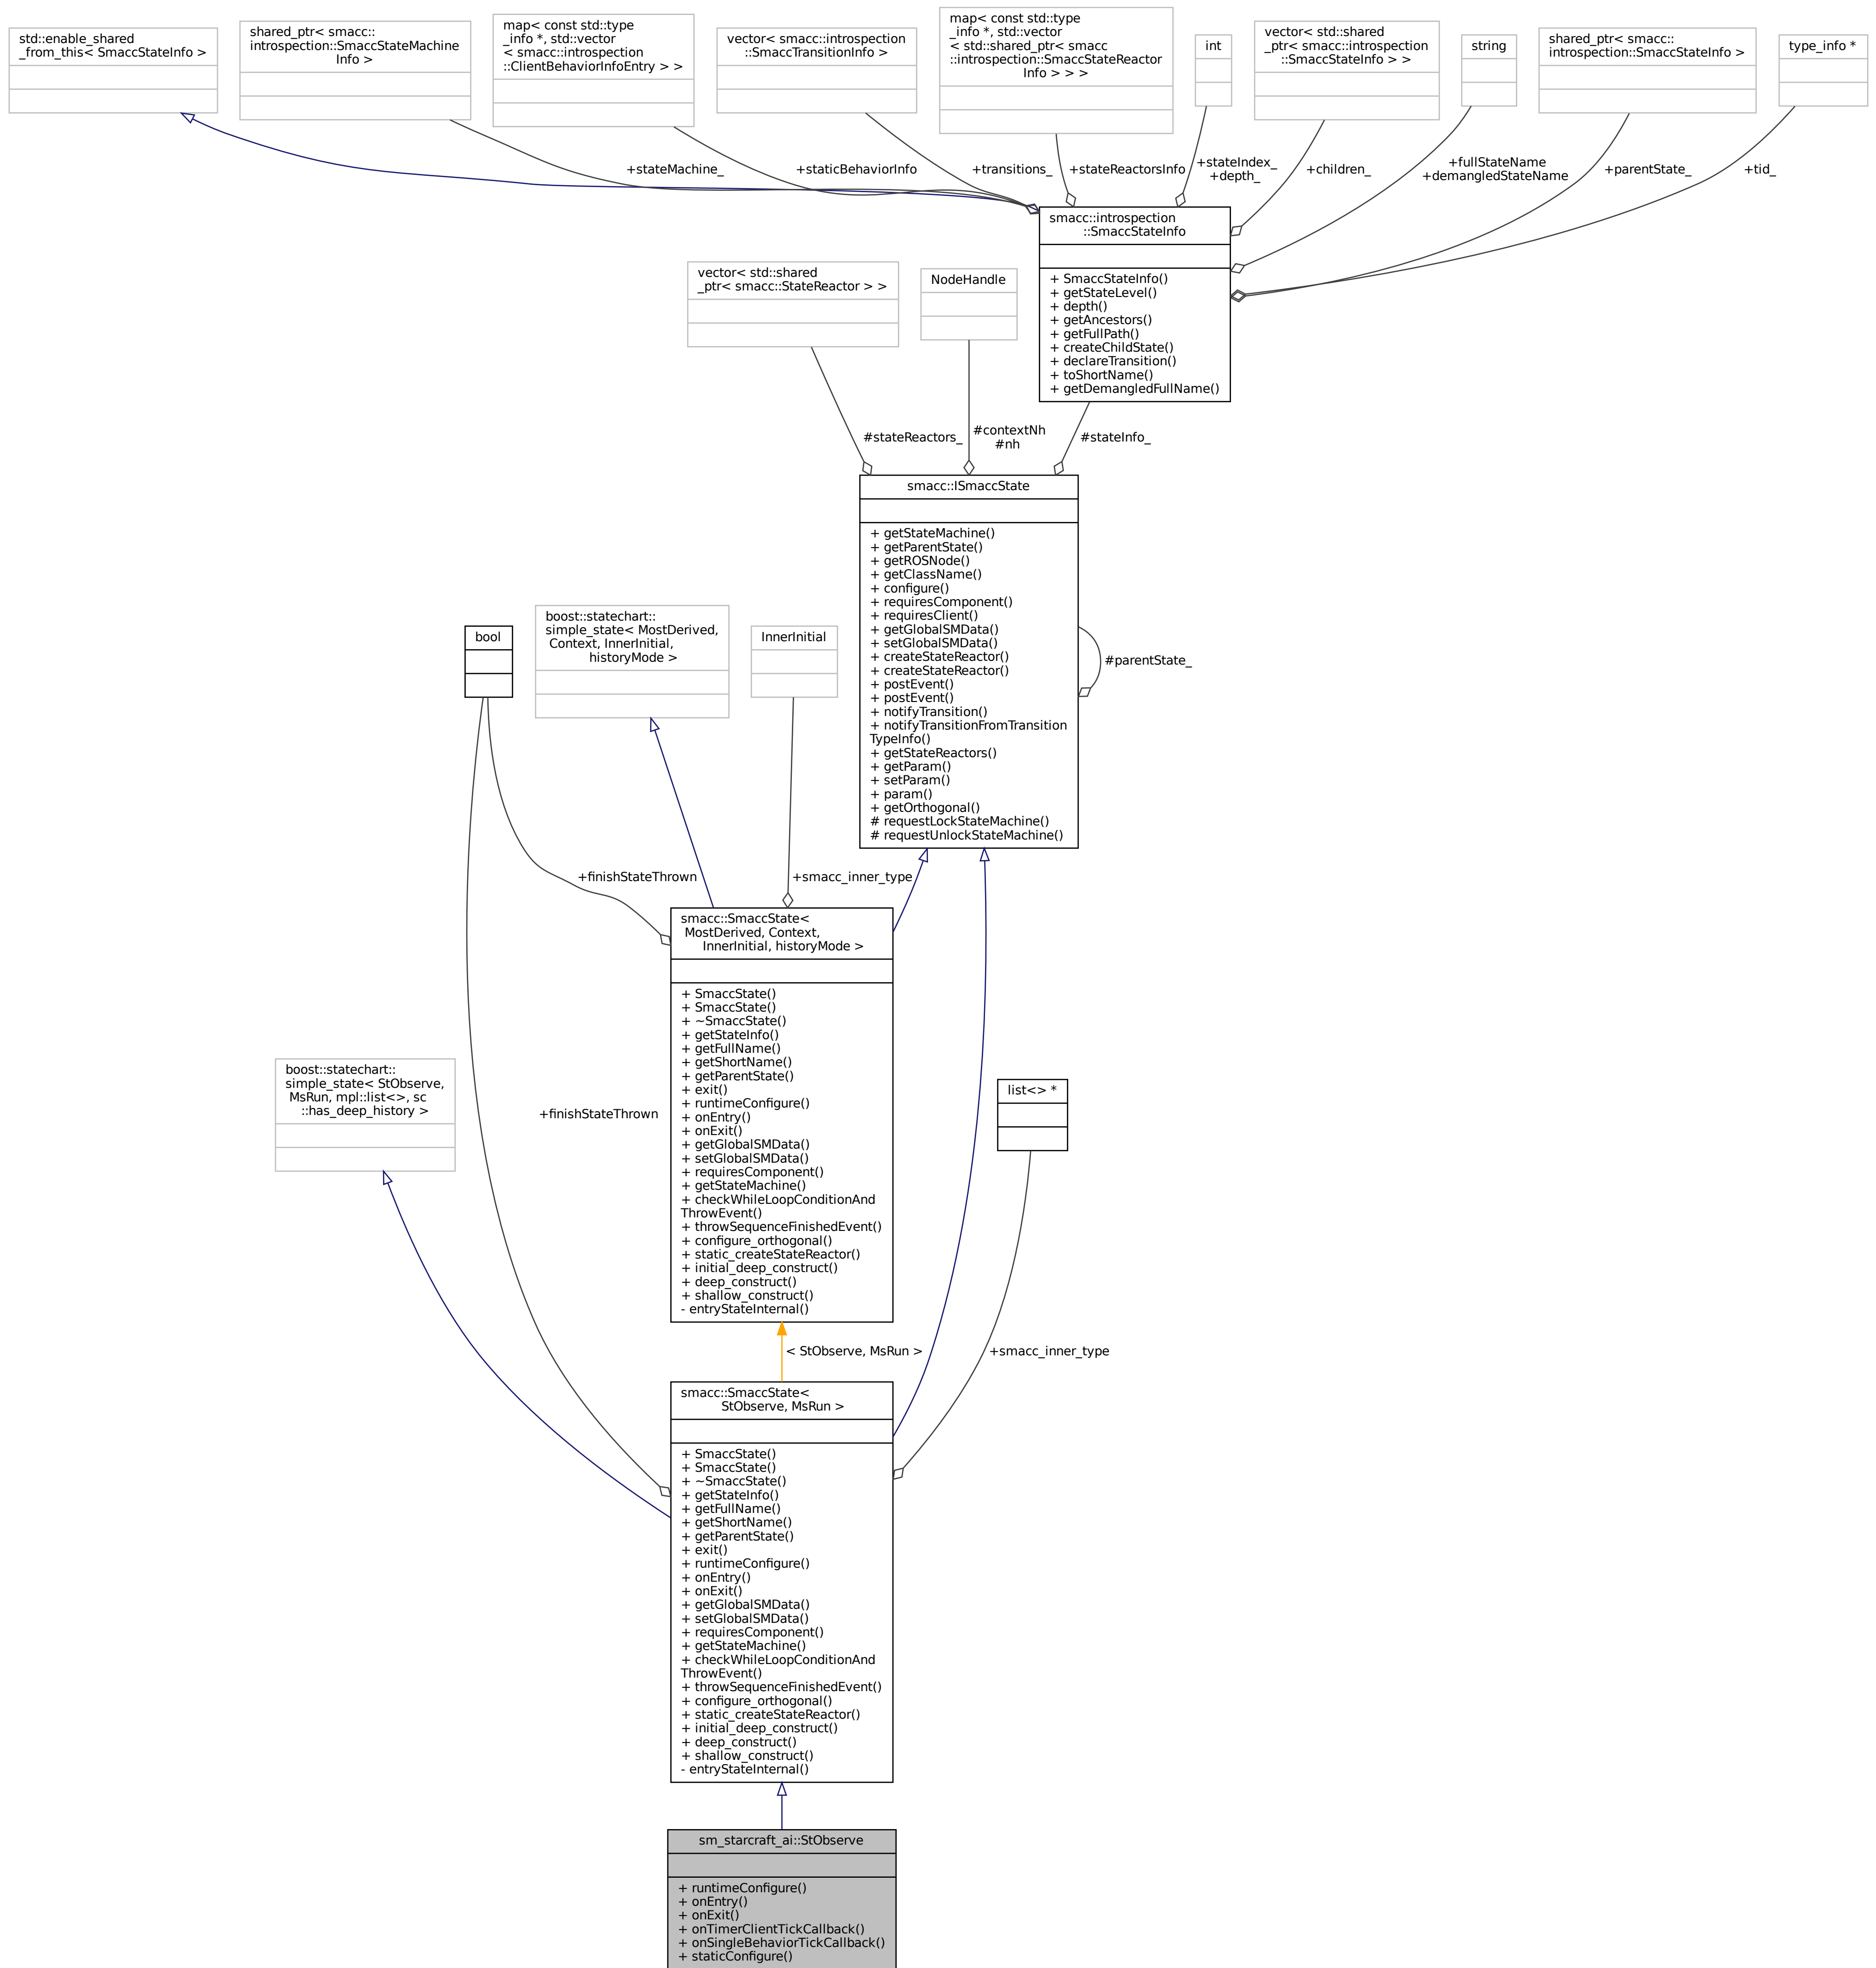 std::enable_shared
_from_this< SmaccStateInfo >
shared_ptr< smacc::
introspection::SmaccStateMachine
Info >
map< const std::type
_info *, std::vector
< smacc::introspection
::ClientBehaviorInfoEntry > >
vector< smacc::introspection
::SmaccTransitionInfo >
map< const std::type
_info *, std::vector
< std::shared_ptr< smacc
::introspection::SmaccStateReactor
Info > > >
int
vector< std::shared
_ptr< smacc::introspection
::SmaccStateInfo > >
string
shared_ptr< smacc::
introspection::SmaccStateInfo >
type_info *
+stateMachine_
+staticBehaviorInfo
+transitions_
+stateReactorsInfo
+stateIndex_
+depth_
+children_
+fullStateName
+demangledStateName
+parentState_
+tid_
smacc::introspection
::SmaccStateInfo
+ SmaccStateInfo()
+ getStateLevel()
+ depth()
+ getAncestors()
+ getFullPath()
+ createChildState()
+ declareTransition()
+ toShortName()
+ getDemangledFullName()
vector< std::shared
_ptr< smacc::StateReactor > >
NodeHandle
#stateReactors_
#contextNh
#nh
#stateInfo_
smacc::ISmaccState
+ getStateMachine()
+ getParentState()
+ getROSNode()
+ getClassName()
+ configure()
+ requiresComponent()
+ requiresClient()
+ getGlobalSMData()
+ setGlobalSMData()
+ createStateReactor()
+ createStateReactor()
+ postEvent()
+ postEvent()
+ notifyTransition()
+ notifyTransitionFromTransition
TypeInfo()
+ getStateReactors()
+ getParam()
+ setParam()
+ param()
+ getOrthogonal()
# requestLockStateMachine()
# requestUnlockStateMachine()
#parentState_
bool
boost::statechart::
simple_state< MostDerived,
Context, InnerInitial,
historyMode >
InnerInitial
+finishStateThrown
+smacc_inner_type
smacc::SmaccState<
MostDerived, Context,
InnerInitial, historyMode >
+ SmaccState()
+ SmaccState()
+ ~SmaccState()
+ getStateInfo()
+ getFullName()
+ getShortName()
+ getParentState()
+ exit()
+ runtimeConfigure()
+ onEntry()
+ onExit()
+ getGlobalSMData()
+ setGlobalSMData()
+ requiresComponent()
+ getStateMachine()
+ checkWhileLoopConditionAnd
ThrowEvent()
+ throwSequenceFinishedEvent()
+ configure_orthogonal()
+ static_createStateReactor()
+ initial_deep_construct()
+ deep_construct()
+ shallow_construct()
- entryStateInternal()
boost::statechart::
simple_state< StObserve,
MsRun, mpl::list<>, sc
::has_deep_history >
+finishStateThrown
list<> *
< StObserve, MsRun >
+smacc_inner_type
smacc::SmaccState<
StObserve, MsRun >
+ SmaccState()
+ SmaccState()
+ ~SmaccState()
+ getStateInfo()
+ getFullName()
+ getShortName()
+ getParentState()
+ exit()
+ runtimeConfigure()
+ onEntry()
+ onExit()
+ getGlobalSMData()
+ setGlobalSMData()
+ requiresComponent()
+ getStateMachine()
+ checkWhileLoopConditionAnd
ThrowEvent()
+ throwSequenceFinishedEvent()
+ configure_orthogonal()
+ static_createStateReactor()
+ initial_deep_construct()
+ deep_construct()
+ shallow_construct()
- entryStateInternal()
sm_starcraft_ai::StObserve
+ runtimeConfigure()
+ onEntry()
+ onExit()
+ onTimerClientTickCallback()
+ onSingleBehaviorTickCallback()
+ staticConfigure()